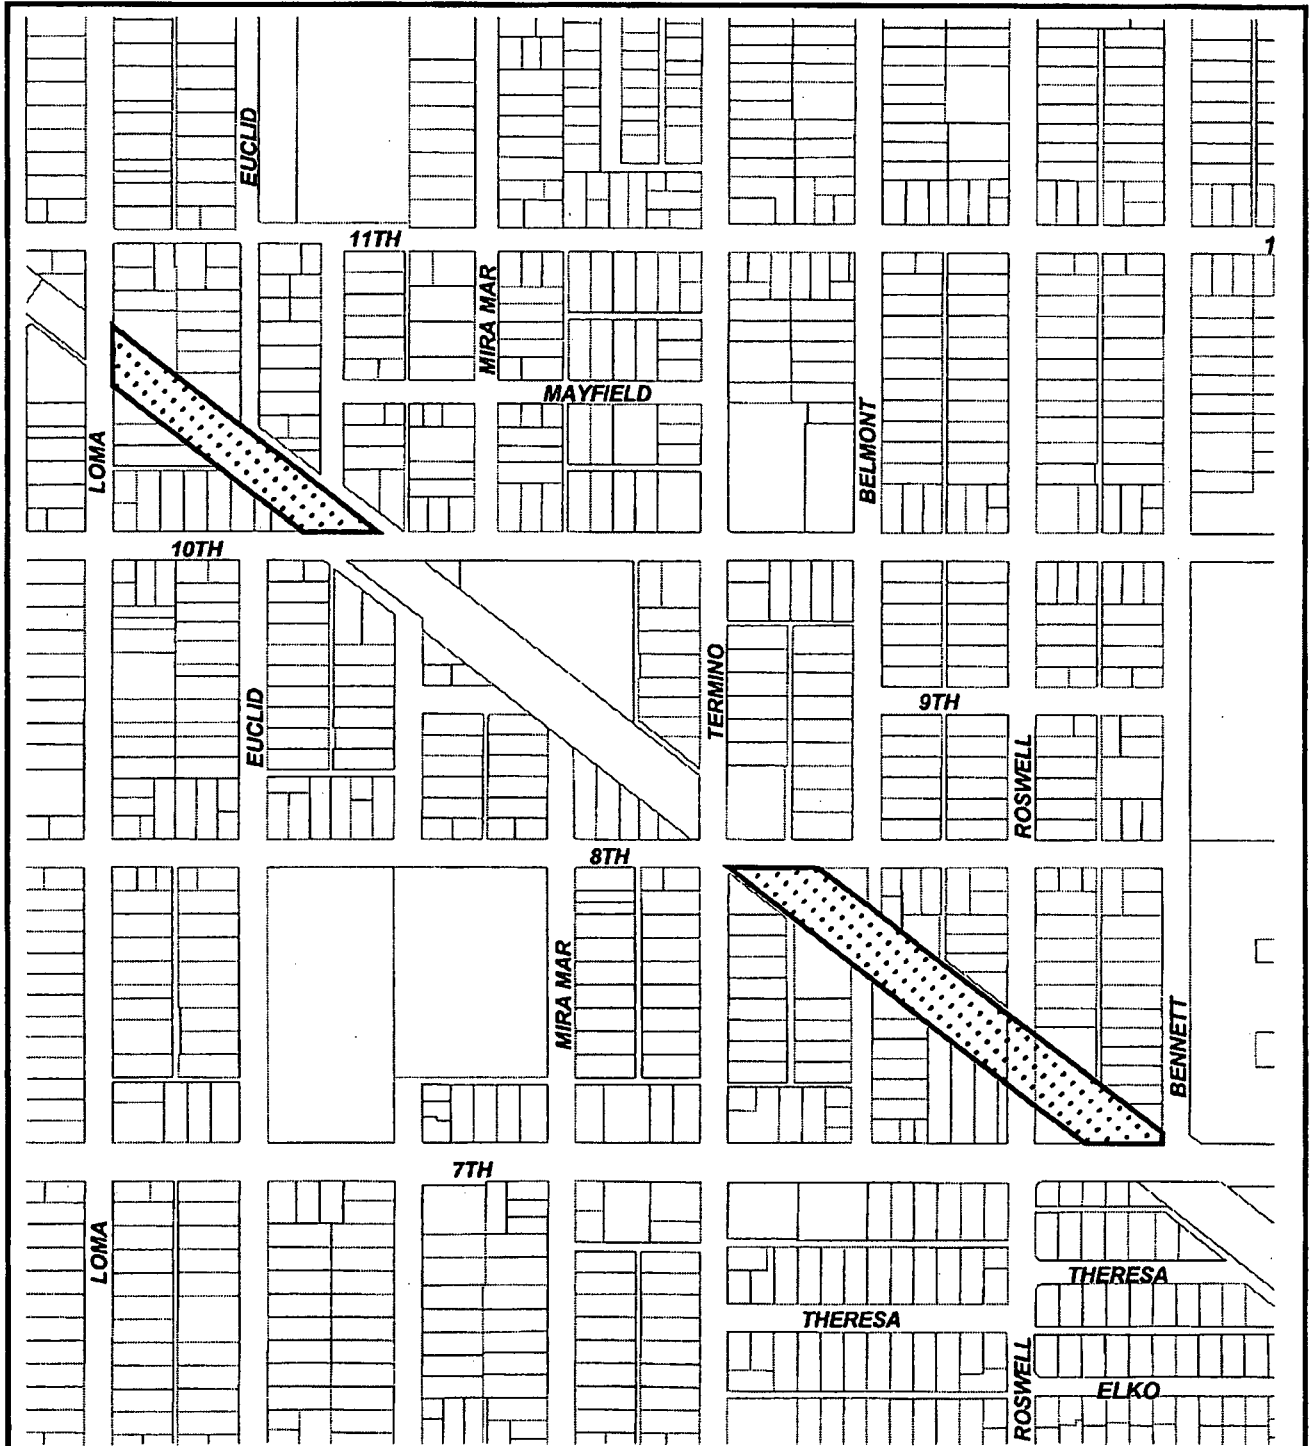 EUCLID
11TH
1
MIRA MAR
MAYFIELD
LOMA
BELMONT
10TH
EUCLID
TERMINO
9TH
ROSWELL
8TH
MIRA MAR
BENNETT
7TH
LOMA
THERESA
THERESA
ROSWELL
ELKO